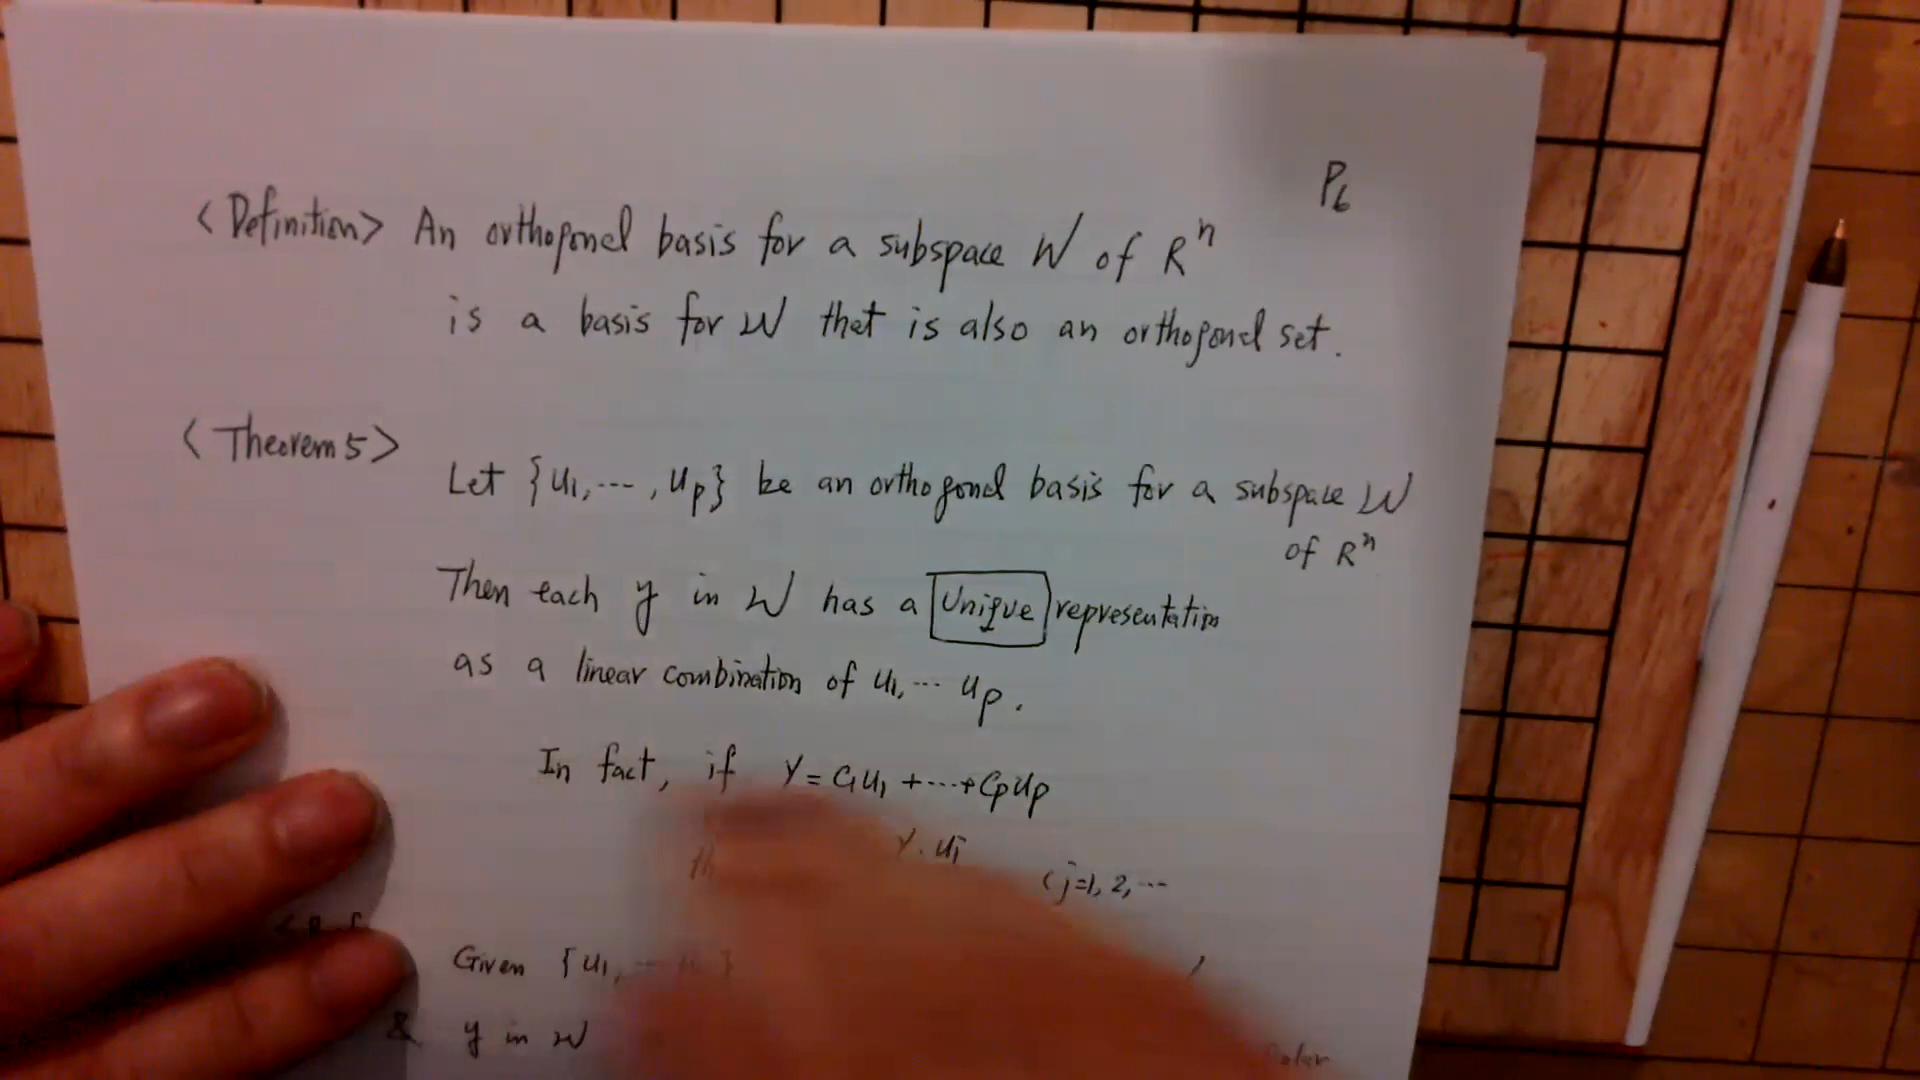 P6
<Definition> An orthogonal basis for a subspace W of Rⁿ
is a basis for W that is also an orthogonal set.
<Theorem 5>
Let {u1, ..., up} be an orthogonal basis for a subspace W
of Rⁿ
Then each y in W has a Unique representation
as a linear combination of u1, ... up.
In fact, if y = c1u1 + ... + cpup
y · uj
(j=1, 2, ...
Given {u1, ...
& y in W